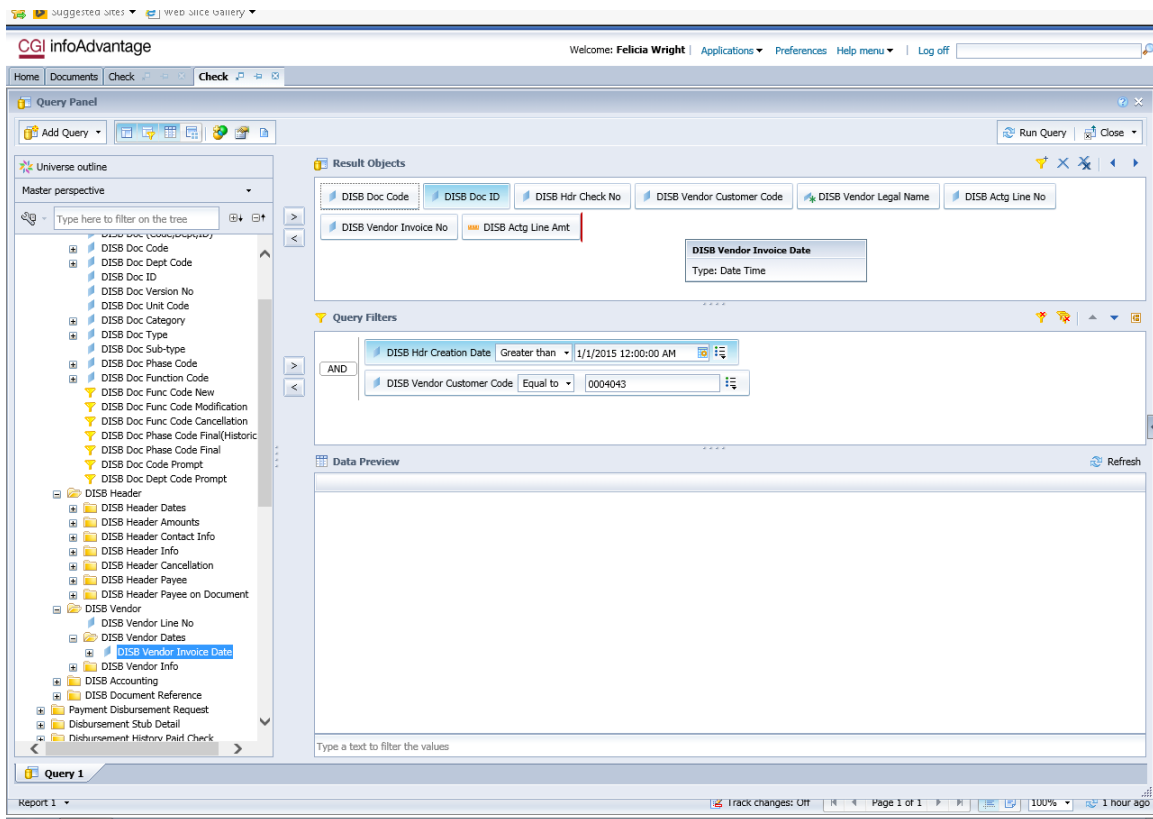 Suggested Sites ▾ Web Slice Gallery ▾
CGI infoAdvantage
Welcome: Felicia Wright | Applications ▾ Preferences Help menu ▾ | Log off
Home Documents Check Check
Query Panel
Add Query Run Query Close
Universe outline
Master perspective
Type here to filter on the tree
DISB Doc (Code,Dept,ID)
DISB Doc Code
DISB Doc Dept Code
DISB Doc ID
DISB Doc Version No
DISB Doc Unit Code
DISB Doc Category
DISB Doc Type
DISB Doc Sub-type
DISB Doc Phase Code
DISB Doc Function Code
DISB Doc Func Code New
DISB Doc Func Code Modification
DISB Doc Func Code Cancellation
DISB Doc Phase Code Final(Historic
DISB Doc Phase Code Final
DISB Doc Code Prompt
DISB Doc Dept Code Prompt
DISB Header
DISB Header Dates
DISB Header Amounts
DISB Header Contact Info
DISB Header Info
DISB Header Cancellation
DISB Header Payee
DISB Header Payee on Document
DISB Vendor
DISB Vendor Line No
DISB Vendor Dates
DISB Vendor Invoice Date
DISB Vendor Info
DISB Accounting
DISB Document Reference
Payment Disbursement Request
Disbursement Stub Detail
Disbursement History Paid Check
Result Objects
DISB Doc Code DISB Doc ID DISB Hdr Check No DISB Vendor Customer Code DISB Vendor Legal Name DISB Actg Line No
DISB Vendor Invoice No DISB Actg Line Amt
DISB Vendor Invoice Date
Type: Date Time
Query Filters
AND
DISB Hdr Creation Date Greater than 1/1/2015 12:00:00 AM
DISB Vendor Customer Code Equal to 0004043
Data Preview Refresh
Type a text to filter the values
Query 1
Report 1 Track changes: Off Page 1 of 1 100% 1 hour ago